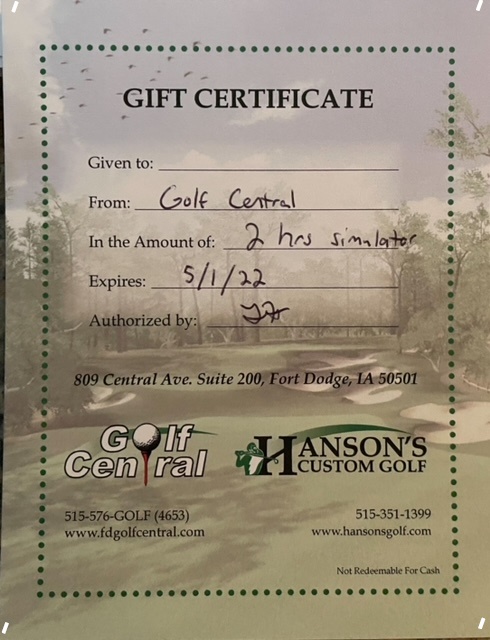 GIFT CERTIFICATE
Given to:
From: Golf Central
In the Amount of: 2 hrs simulator
Expires: 5/1/22
Authorized by:
809 Central Ave. Suite 200, Fort Dodge, IA 50501
Golf
Central
HANSON'S
CUSTOM GOLF
515-576-GOLF (4653)
www.fdgolfcentral.com
515-351-1399
www.hansonsgolf.com
Not Redeemable For Cash